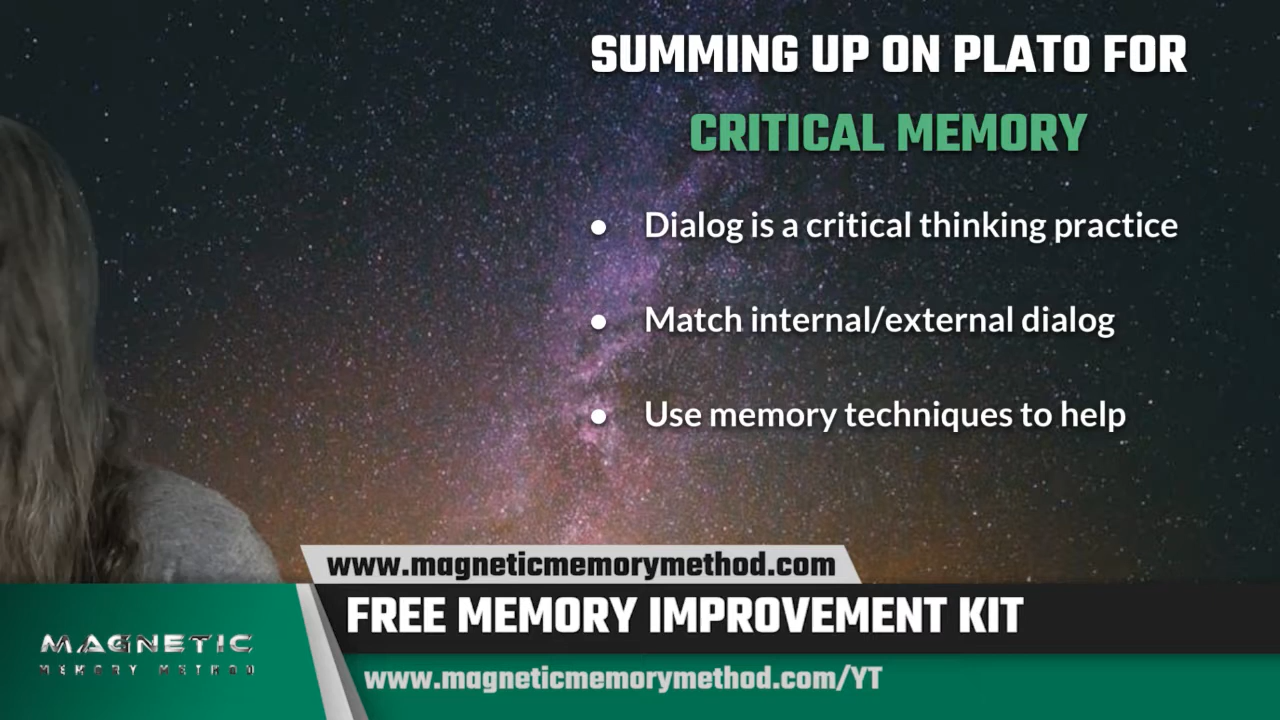 SUMMING UP ON PLATO FOR
CRITICAL MEMORY
● Dialog is a critical thinking practice
● Match internal/external dialog
● Use memory techniques to help
www.magneticmemorymethod.com
FREE MEMORY IMPROVEMENT KIT
MAGNETIC
MEMORY METHOD
www.magneticmemorymethod.com/YT